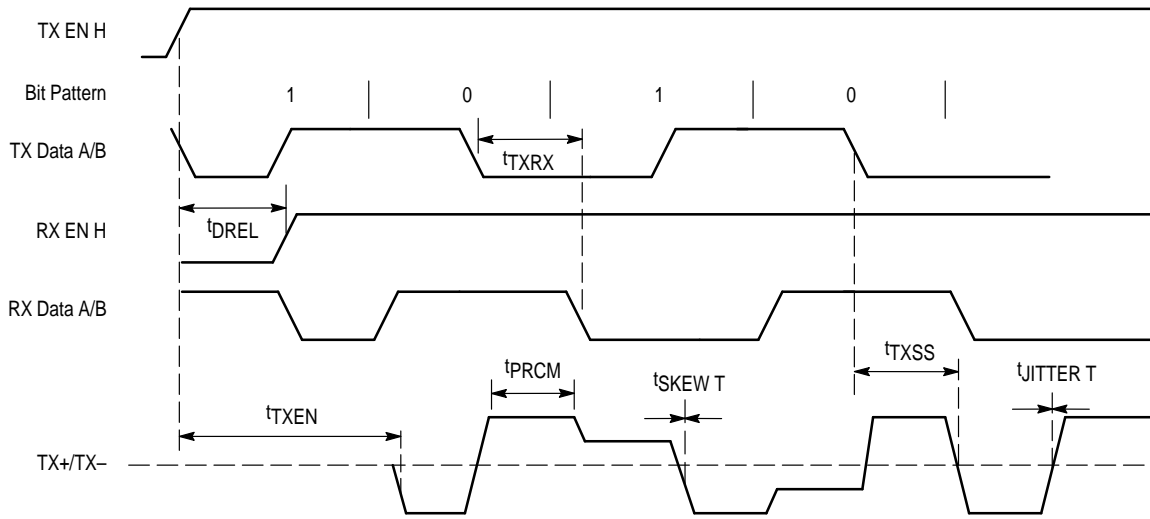 TX EN H
Bit Pattern
1 0 1 0
TX Data A/B
tTXRX
tDREL
RX EN H
RX Data A/B
tPRCM
tSKEW T
tTXSS
tJITTER T
tTXEN
TX+/TX–